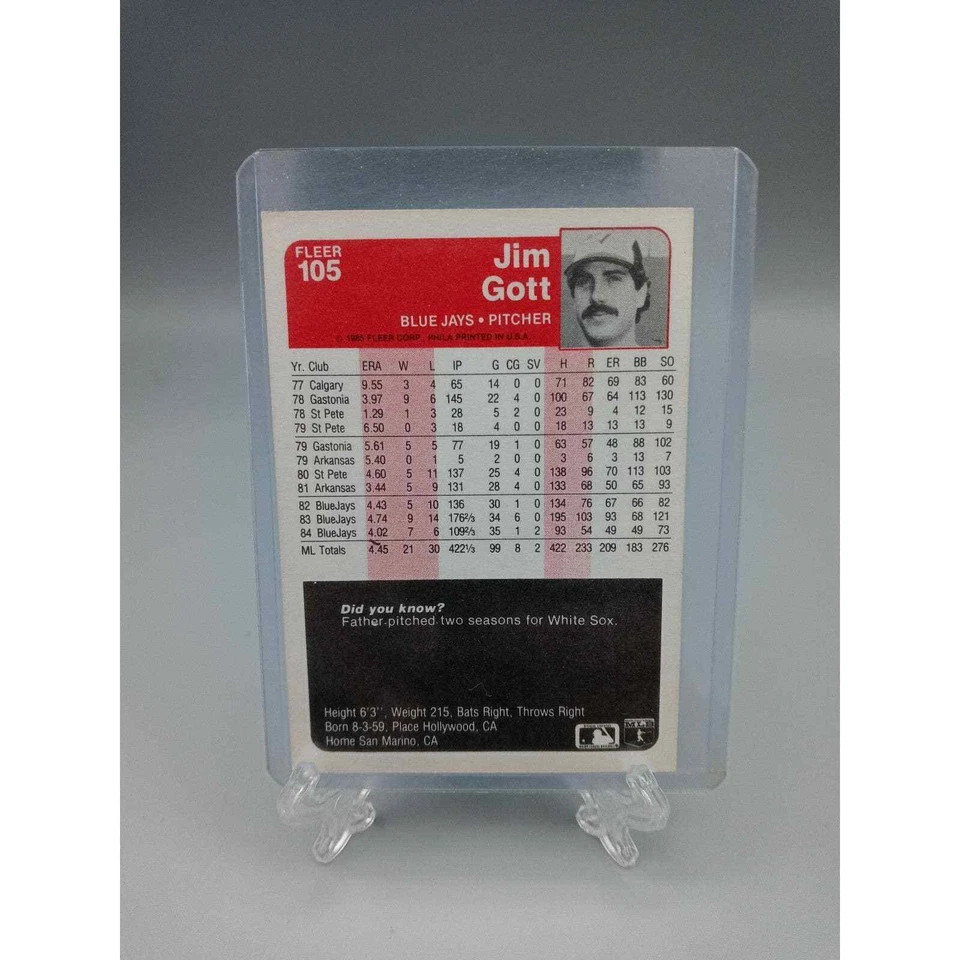 FLEER
105
Jim
Gott
BLUE JAYS • PITCHER
© 1985 FLEER CORP., PHILA PRINTED IN U.S.A.
Yr. Club ERA W L IP G CG SV H R ER BB SO
77 Calgary 9.55 3 4 65 14 0 0 71 82 69 83 60
78 Gastonia 3.97 9 6 145 22 4 0 100 67 64 113 130
78 St Pete 1.29 1 3 28 5 2 0 23 9 4 12 15
79 St Pete 6.50 0 3 18 4 0 0 18 13 13 13 9
79 Gastonia 5.61 5 5 77 19 1 0 63 57 48 88 102
79 Arkansas 5.40 0 1 5 2 0 0 3 6 3 13 7
80 St Pete 4.60 5 11 137 25 4 0 138 96 70 113 103
81 Arkansas 3.44 5 9 131 28 4 0 133 68 50 65 93
82 BlueJays 4.43 5 10 136 30 1 0 134 76 67 66 82
83 BlueJays 4.74 9 14 176²/₃ 34 6 0 195 103 93 68 121
84 BlueJays 4.02 7 6 109²/₃ 35 1 2 93 54 49 49 73
ML Totals 4.45 21 30 422¹/₃ 99 8 2 422 233 209 183 276
Did you know?
Father pitched two seasons for White Sox.
Height 6'3'', Weight 215, Bats Right, Throws Right
Born 8-3-59, Place Hollywood, CA
Home San Marino, CA